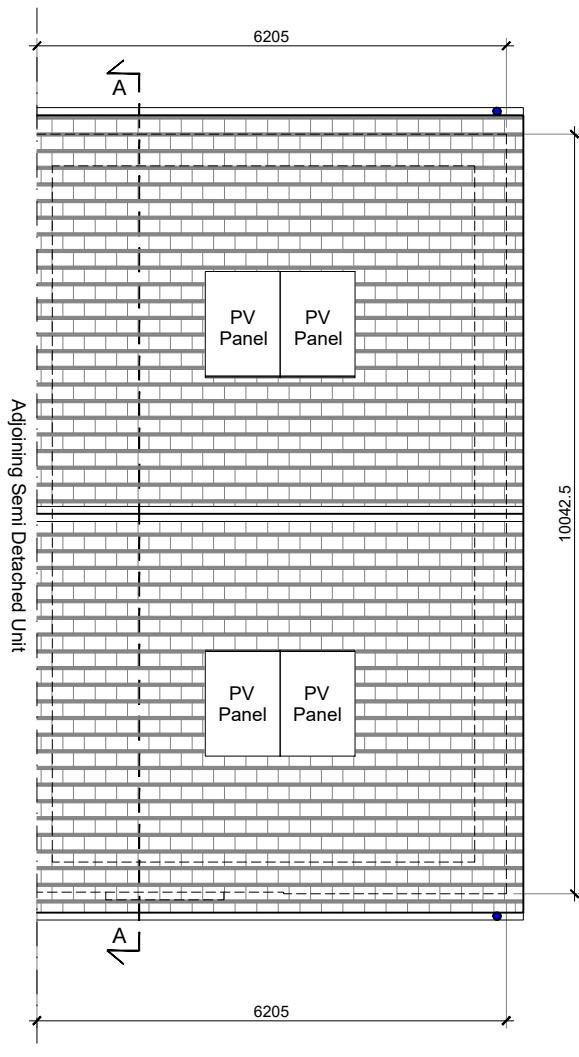 6205
A
PV
Panel
PV
Panel
Adjoining Semi Detached Unit
10042.5
PV
Panel
PV
Panel
A
6205